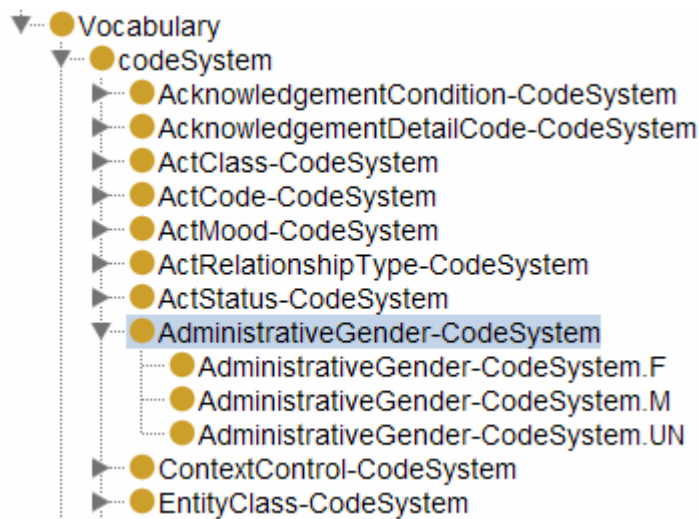 Vocabulary
codeSystem
AcknowledgementCondition-CodeSystem
AcknowledgementDetailCode-CodeSystem
ActClass-CodeSystem
ActCode-CodeSystem
ActMood-CodeSystem
ActRelationshipType-CodeSystem
ActStatus-CodeSystem
AdministrativeGender-CodeSystem
AdministrativeGender-CodeSystem.F
AdministrativeGender-CodeSystem.M
AdministrativeGender-CodeSystem.UN
ContextControl-CodeSystem
EntityClass-CodeSystem